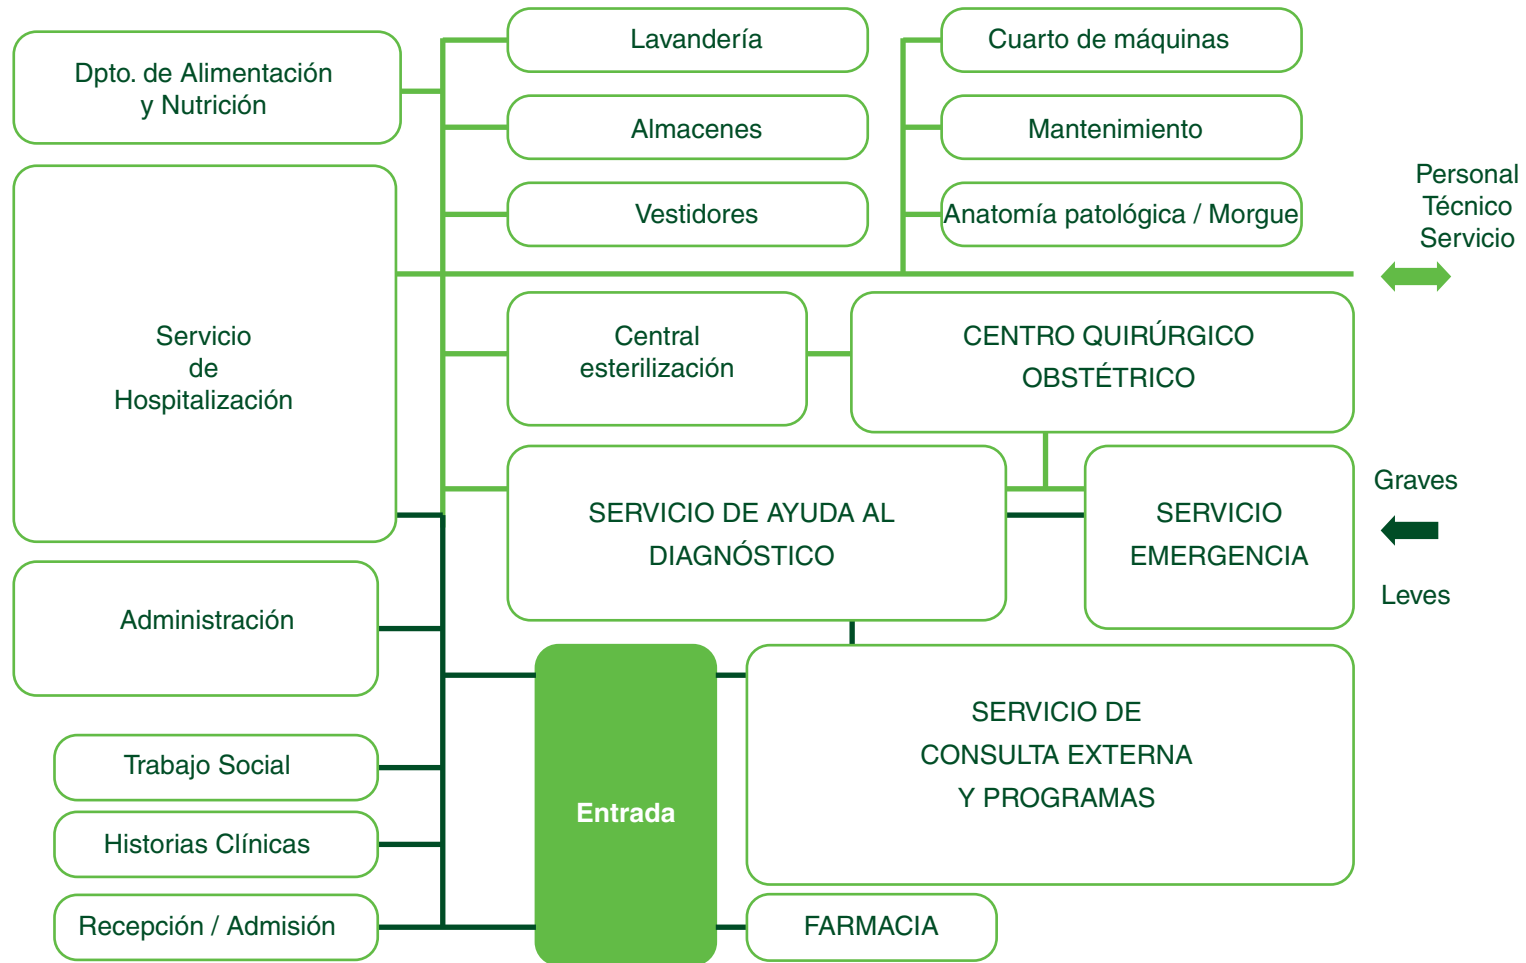 Dpto. de Alimentación
y Nutrición
Lavandería
Cuarto de máquinas
Almacenes
Mantenimiento
Vestidores
Anatomía patológica / Morgue
Personal
Técnico
Servicio
Servicio
de
Hospitalización
Central
esterilización
CENTRO QUIRÚRGICO
OBSTÉTRICO
SERVICIO DE AYUDA AL
DIAGNÓSTICO
SERVICIO
EMERGENCIA
Graves
Leves
Administración
Trabajo Social
Historias Clínicas
Recepción / Admisión
Entrada
SERVICIO DE
CONSULTA EXTERNA
Y PROGRAMAS
FARMACIA